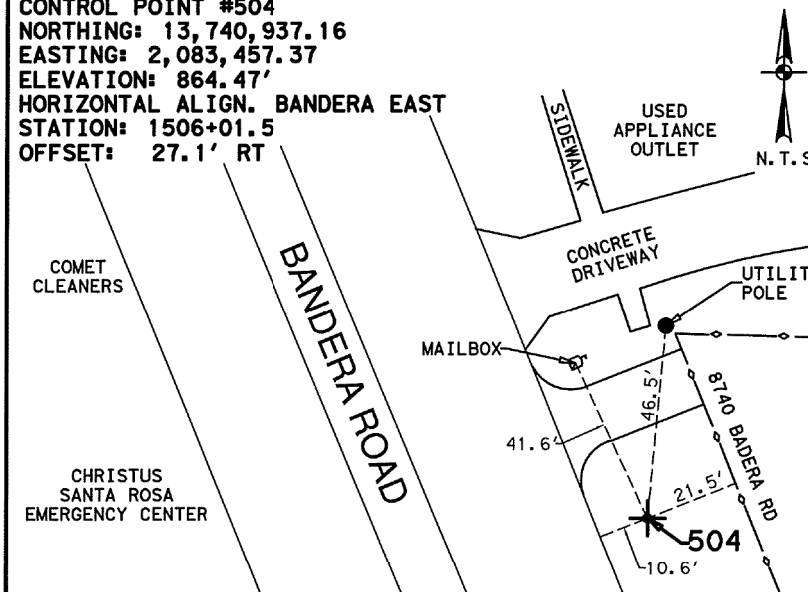 CONTROL POINT #504
NORTHING: 13,740,937.16
EASTING: 2,083,457.37
ELEVATION: 864.47'
HORIZONTAL ALIGN. BANDERA EAST
STATION: 1506+01.5
OFFSET: 27.1' RT
N.T.S
USED
APPLIANCE
OUTLET
SIDEWALK
CONCRETE
DRIVEWAY
COMET
CLEANERS
BANDERA ROAD
UTILIT
POLE
MAILBOX
46.5'
8740 BADERA RD
41.6'
CHRISTUS
SANTA ROSA
EMERGENCY CENTER
21.5'
504
10.6'